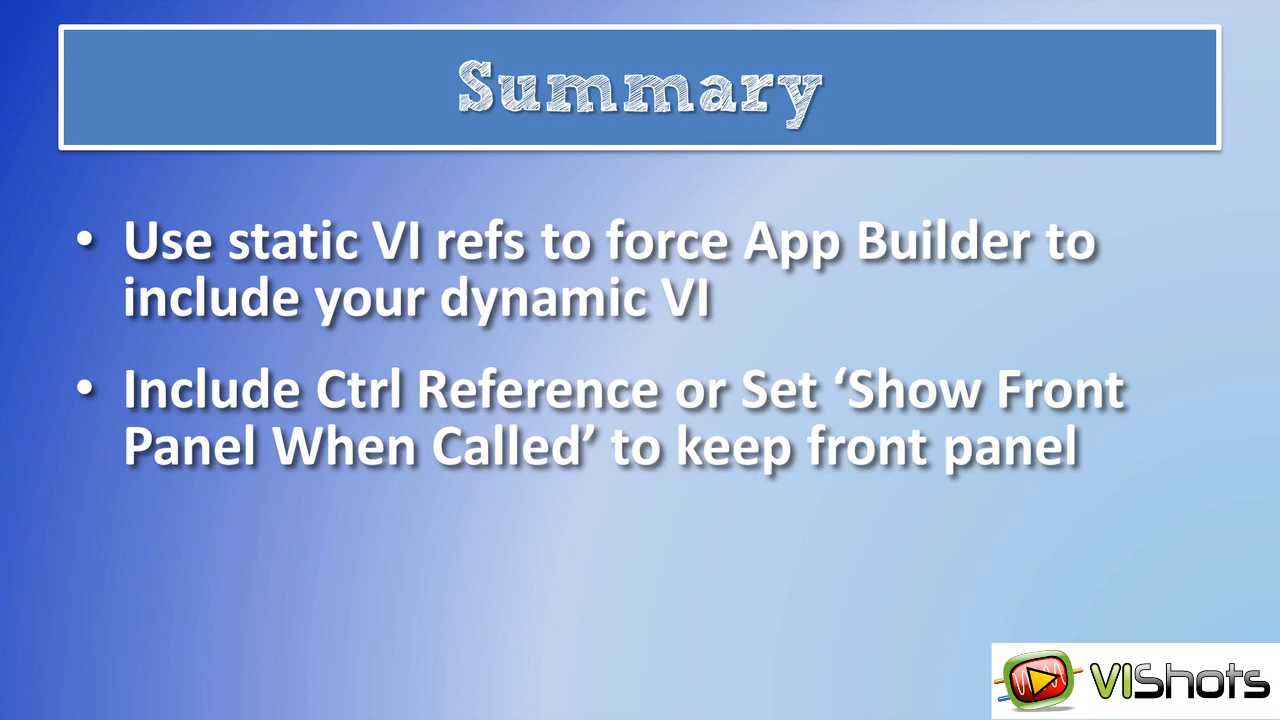 Summary
• Use static VI refs to force App Builder to
include your dynamic VI
• Include Ctrl Reference or Set ‘Show Front
Panel When Called’ to keep front panel
VIShots